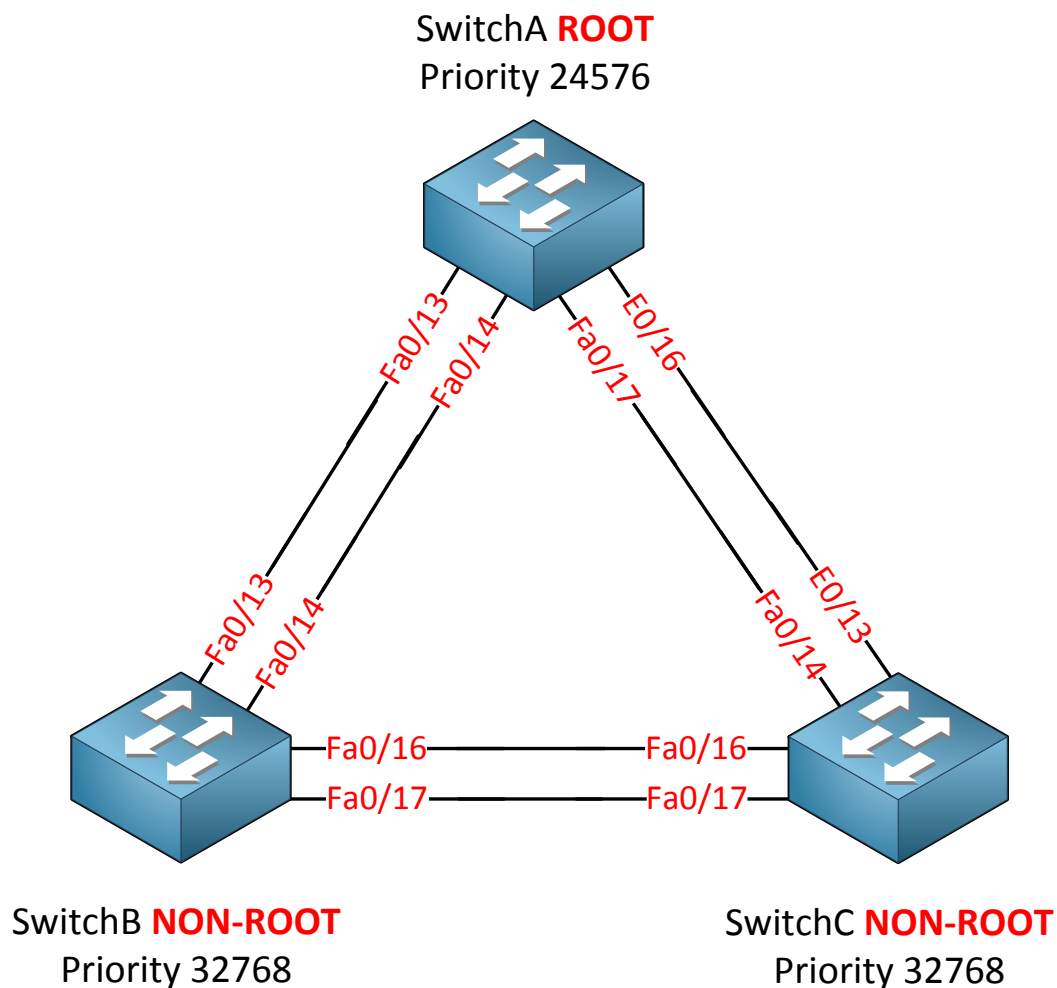 SwitchA ROOT
Priority 24576
Fa0/13
Fa0/14
Fa0/17
E0/16
Fa0/13
Fa0/14
Fa0/14
E0/13
Fa0/16
Fa0/16
Fa0/17
Fa0/17
SwitchB NON-ROOT
Priority 32768
SwitchC NON-ROOT
Priority 32768